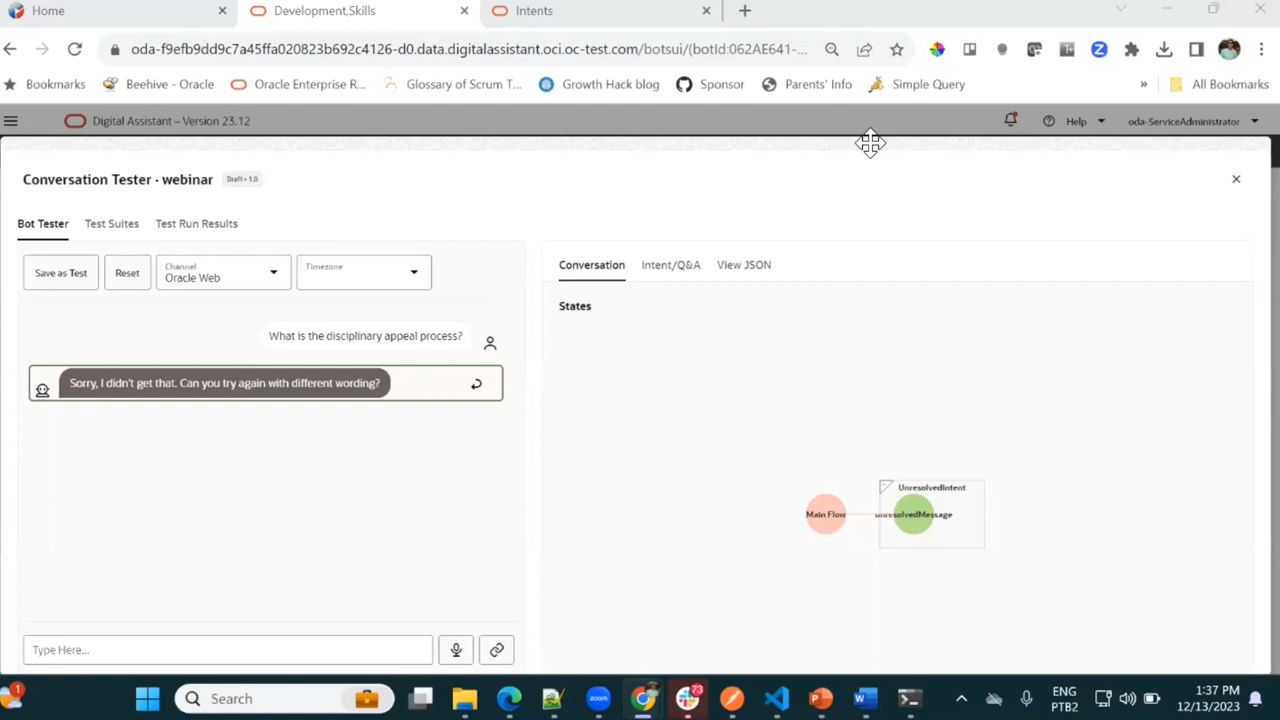 Home
Development,Skills
Intents
oda-f9efb9dd9c7a45ffa020823b692c4126-d0.data.digitalassistant.oci.oc-test.com/botsui/(botId:062AE641-...
Bookmarks
Beehive - Oracle
Oracle Enterprise R...
Glossary of Scrum T...
Growth Hack blog
Sponsor
Parents' Info
Simple Query
»
All Bookmarks
Digital Assistant – Version 23.12
Help
oda-ServiceAdministrator
Conversation Tester · webinar
Draft • 1.0
Bot Tester
Test Suites
Test Run Results
Save as Test
Reset
Channel
Oracle Web
Timezone
Conversation
Intent/Q&A
View JSON
States
What is the disciplinary appeal process?
Sorry, I didn't get that. Can you try again with different wording?
UnresolvedIntent
Main Flow
unresolvedMessage
Type Here...
1
Search
73
ENG
PTB2
1:37 PM
12/13/2023